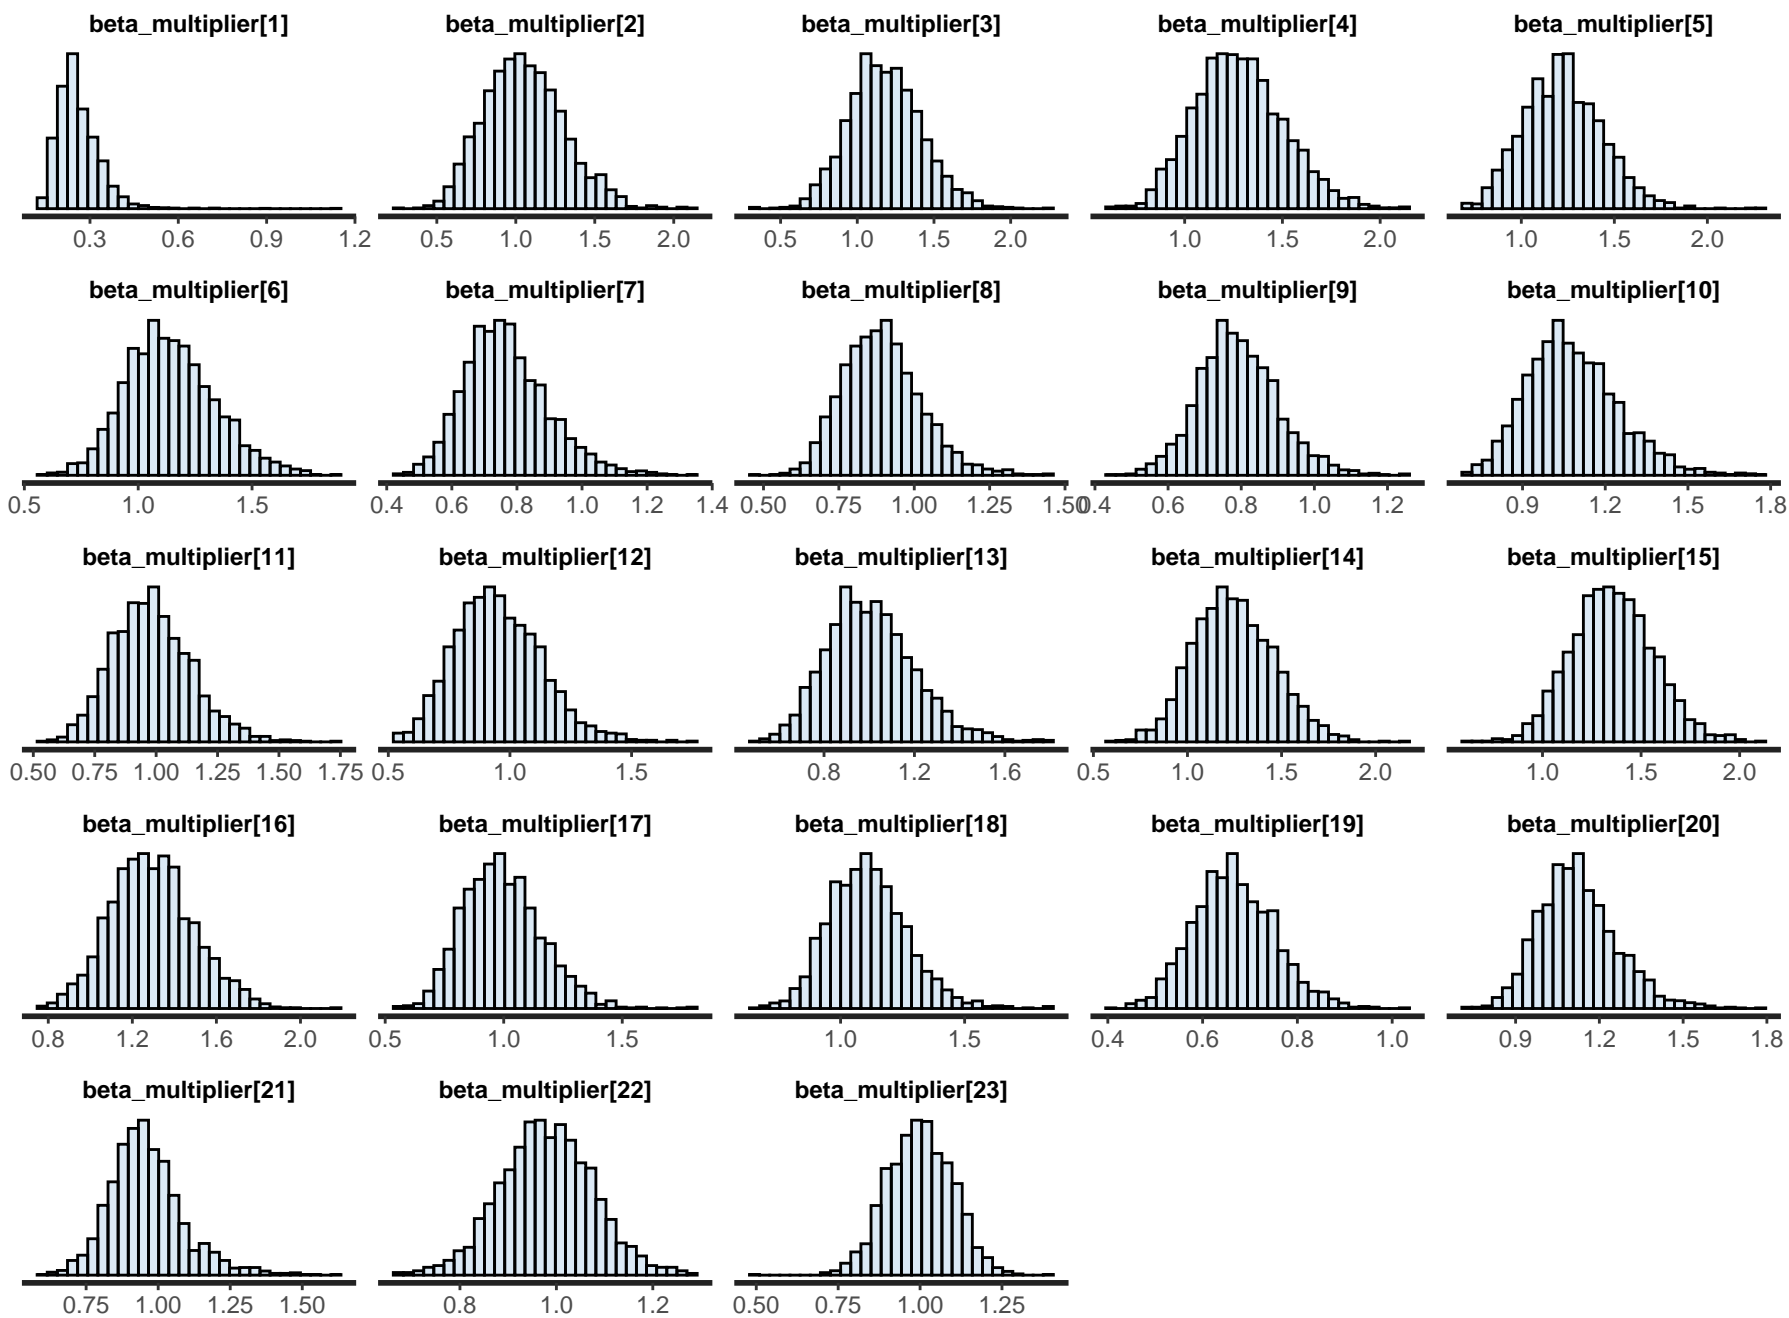 beta_multiplier[1] beta_multiplier[2] beta_multiplier[3] beta_multiplier[4] beta_multiplier[5]
0.3 0.6 0.9 1.2 0.5 1.0 1.5 2.0 0.5 1.0 1.5 2.0 1.0 1.5 2.0 1.0 1.5 2.0
beta_multiplier[6] beta_multiplier[7] beta_multiplier[8] beta_multiplier[9] beta_multiplier[10]
0.5 1.0 1.5 0.4 0.6 0.8 1.0 1.2 1.4 0.50 0.75 1.00 1.25 1.50 0.4 0.6 0.8 1.0 1.2 0.9 1.2 1.5 1.8
beta_multiplier[11] beta_multiplier[12] beta_multiplier[13] beta_multiplier[14] beta_multiplier[15]
0.50 0.75 1.00 1.25 1.50 1.75 0.5 1.0 1.5 0.8 1.2 1.6 0.5 1.0 1.5 2.0 1.0 1.5 2.0
beta_multiplier[16] beta_multiplier[17] beta_multiplier[18] beta_multiplier[19] beta_multiplier[20]
0.8 1.2 1.6 2.0 0.5 1.0 1.5 1.0 1.5 0.4 0.6 0.8 1.0 0.9 1.2 1.5 1.8
beta_multiplier[21] beta_multiplier[22] beta_multiplier[23]
0.75 1.00 1.25 1.50 0.8 1.0 1.2 0.50 0.75 1.00 1.25